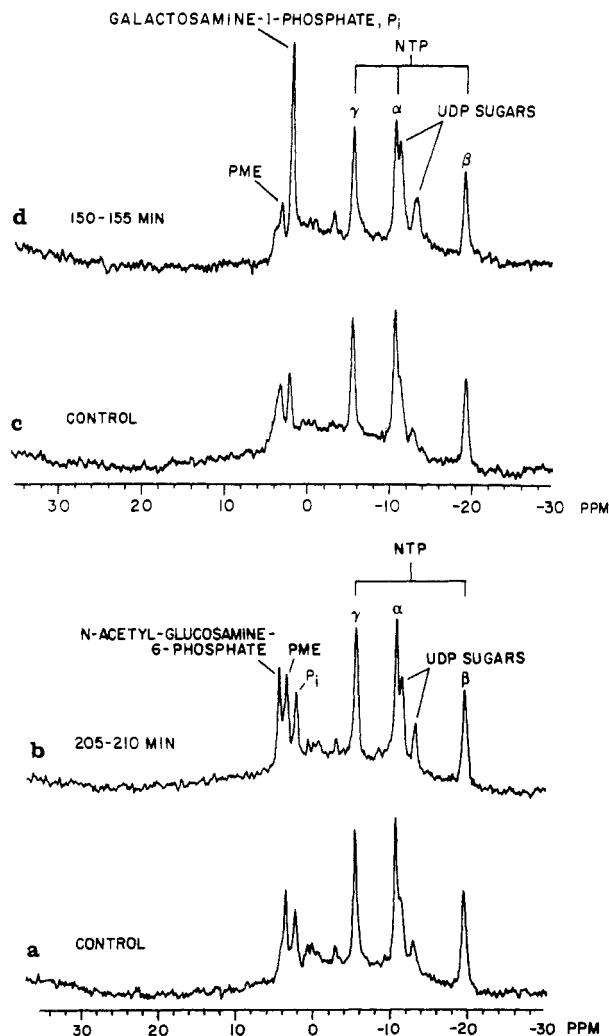 GALACTOSAMINE-1-PHOSPHATE, Pi
NTP
γ
α
UDP SUGARS
PME
β
d 150-155 MIN
c CONTROL
30 20 10 0 -10 -20 -30 PPM
NTP
γ
α
N-ACETYL-GLUCOSAMINE-
6-PHOSPHATE
PME
Pi
UDP SUGARS
β
b 205-210 MIN
a CONTROL
30 20 10 0 -10 -20 -30 PPM